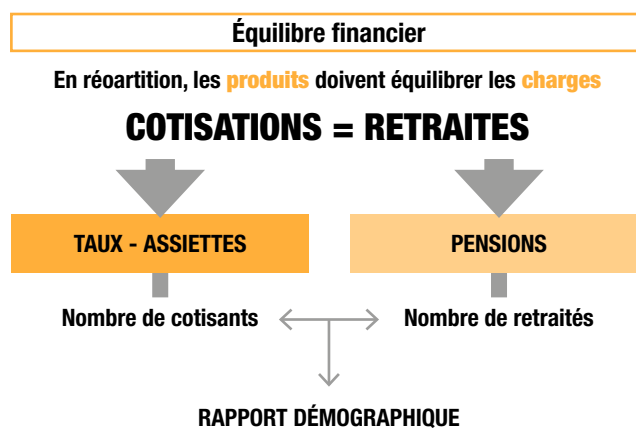 Équilibre financier
En réoartition, les produits doivent équilibrer les charges
COTISATIONS = RETRAITES
TAUX - ASSIETTES
PENSIONS
Nombre de cotisants
Nombre de retraités
RAPPORT DÉMOGRAPHIQUE